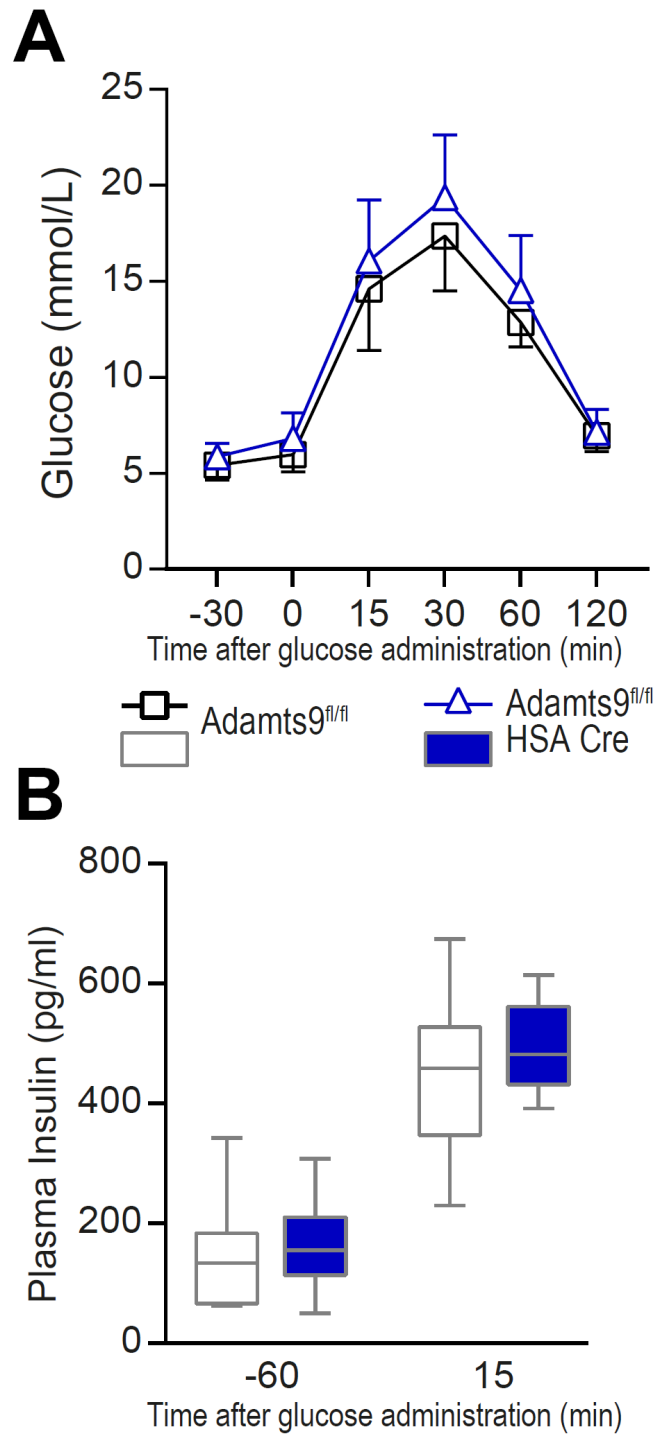 A
25
20
15
10
5
0
Glucose (mmol/L)
-30 0 15 30 60 120
Time after glucose administration (min)
Adamts9fl/fl
Adamts9fl/fl
HSA Cre
B
800
600
400
200
0
Plasma Insulin (pg/ml)
-60 15
Time after glucose administration (min)